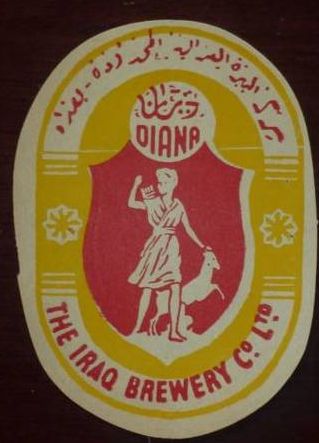 شركة البيرة العراقية المحدودة - بغداد
ديانا
DIANA
THE IRAQ BREWERY Cº LTD